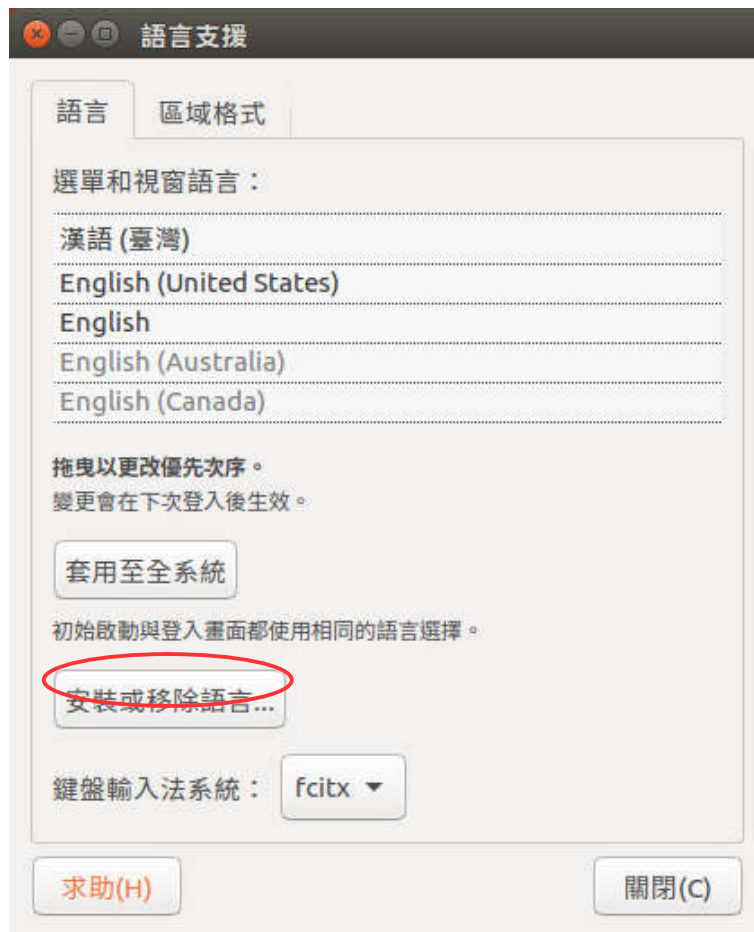 語言支援
語言 區域格式
選單和視窗語言：
漢語 (臺灣)
English (United States)
English
English (Australia)
English (Canada)
拖曳以更改優先次序。
變更會在下次登入後生效。
套用至全系統
初始啟動與登入畫面都使用相同的語言選擇。
安裝或移除語言...
鍵盤輸入法系統： fcitx
求助(H) 關閉(C)